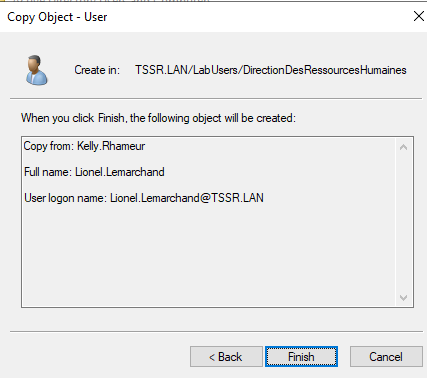 Copy Object - User
Create in: TSSR.LAN/LabUsers/DirectionDesRessourcesHumaines
When you click Finish, the following object will be created:
Copy from: Kelly.Rhameur
Full name: Lionel.Lemarchand
User logon name: Lionel.Lemarchand@TSSR.LAN
< Back Finish Cancel